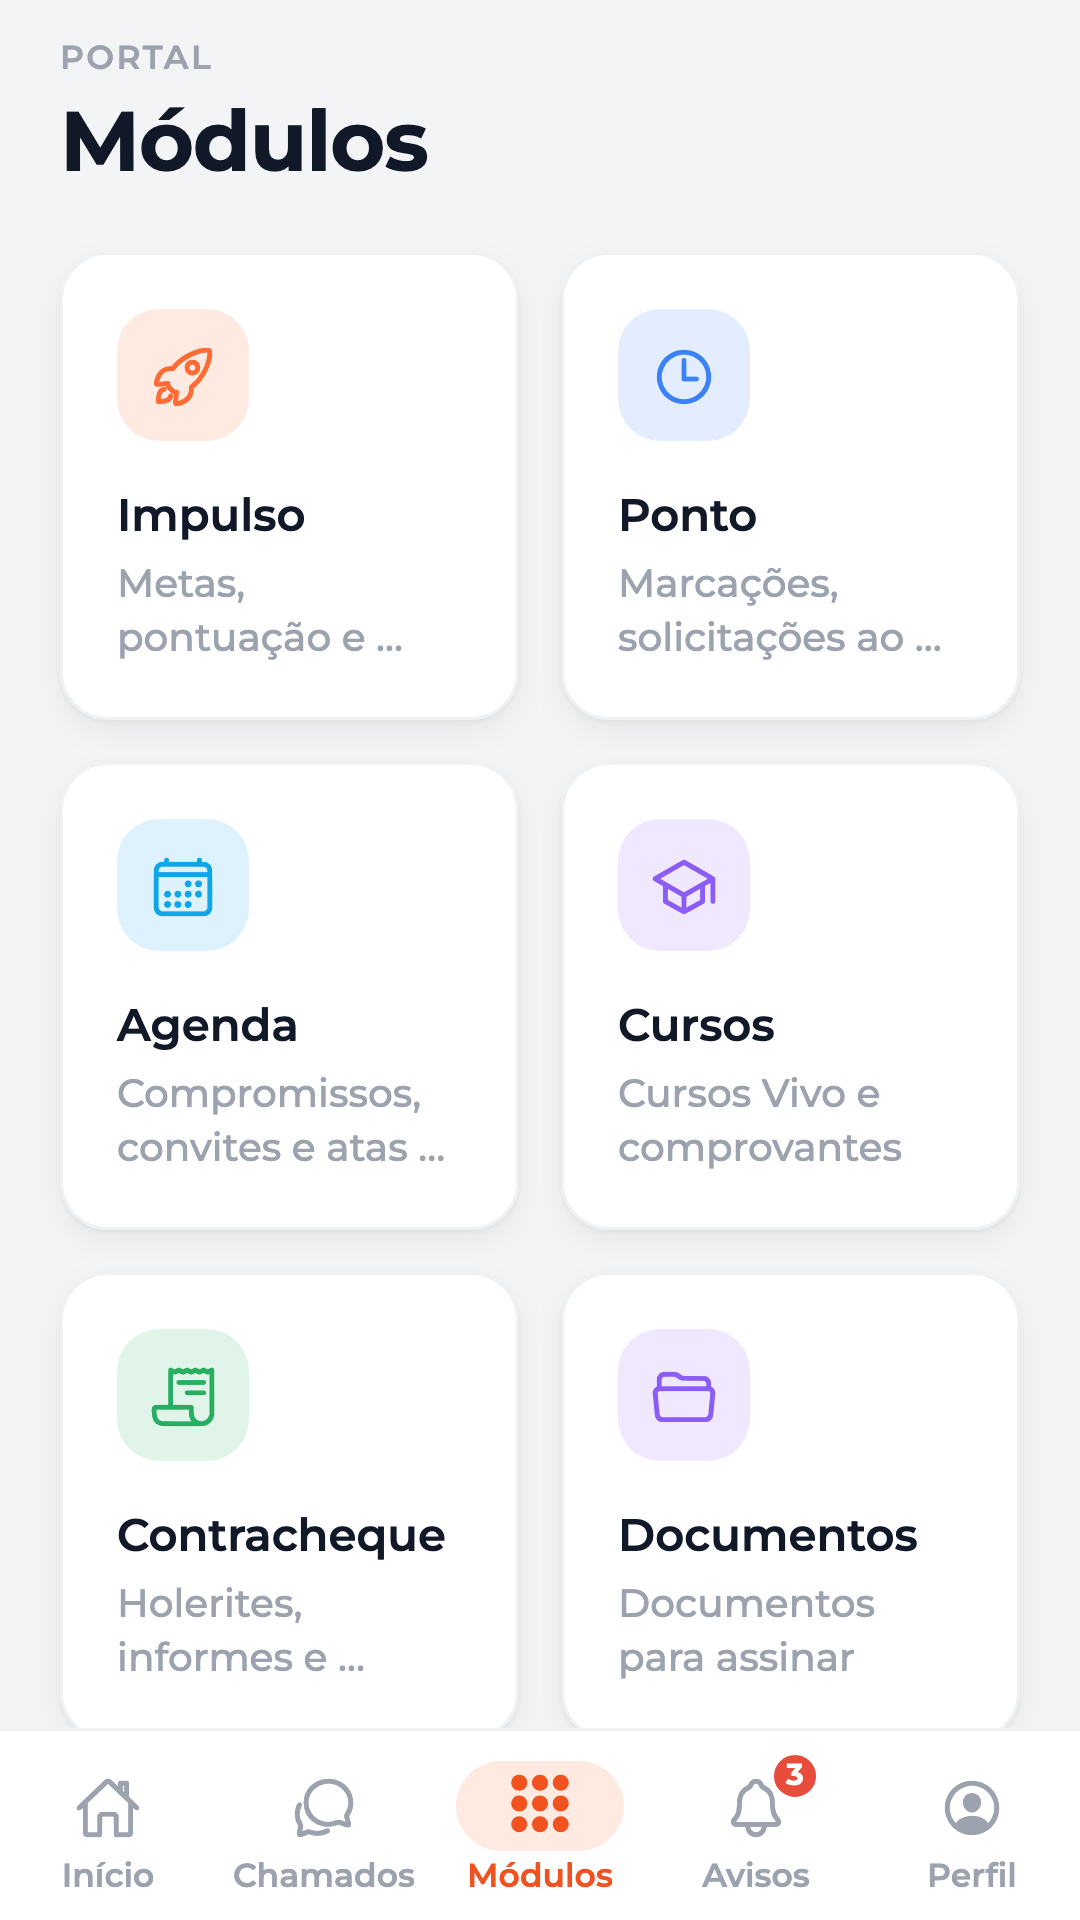 PORTAL
Módulos
Impulso
Metas,
pontuação e ...
Ponto
Marcações,
solicitações ao ...
Agenda
Compromissos,
convites e atas ...
Cursos
Cursos Vivo e
comprovantes
Contracheque
Holerites,
informes e ...
Documentos
Documentos
para assinar
3
Início
Chamados
Módulos
Avisos
Perfil